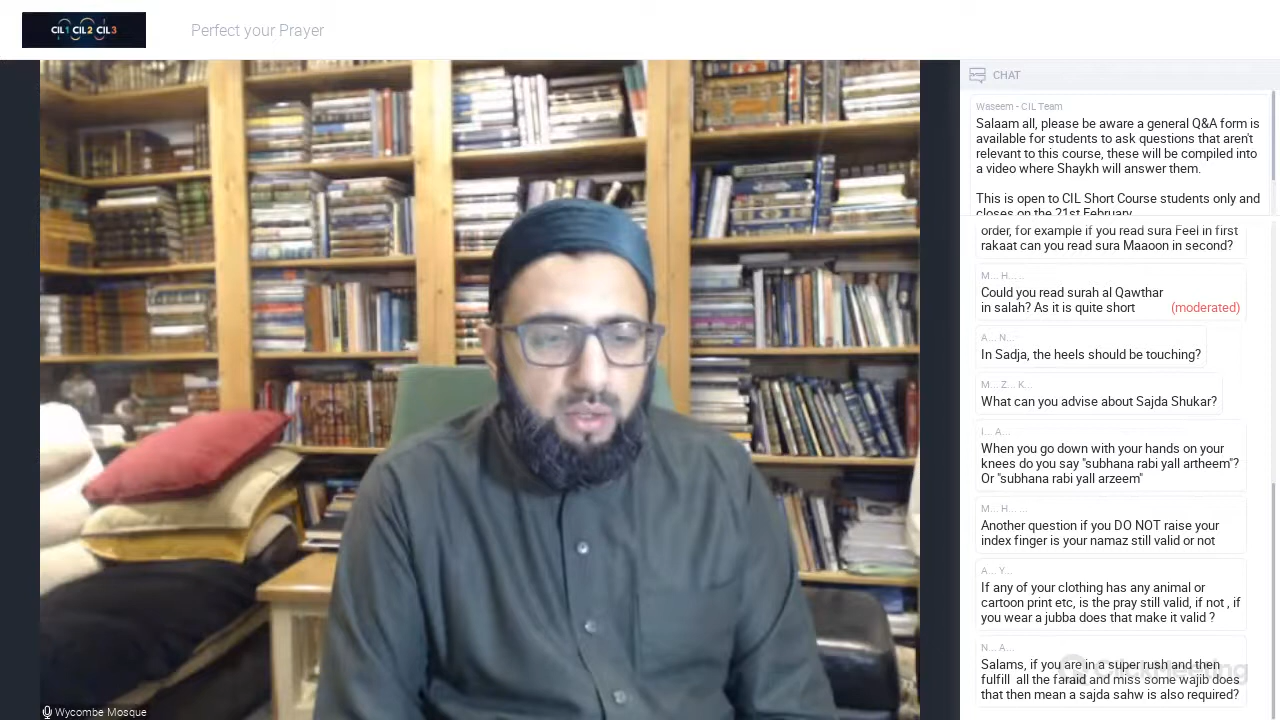 CIL1 CIL2 CIL3
Perfect your Prayer
CHAT
Waseem - CIL Team
Salaam all, please be aware a general Q&A form is
available for students to ask questions that aren't
relevant to this course, these will be compiled into
a video where Shaykh will answer them.
This is open to CIL Short Course students only and
closes on the 21st February
order, for example if you read sura Feel in first
rakaat can you read sura Maaoon in second?
M... H... ...
Could you read surah al Qawthar
in salah? As it is quite short (moderated)
A... N...
In Sadja, the heels should be touching?
M... Z... K...
What can you advise about Sajda Shukar?
I... A...
When you go down with your hands on your
knees do you say "subhana rabi yall artheem"?
Or "subhana rabi yall arzeem"
M... H... ...
Another question if you DO NOT raise your
index finger is your namaz still valid or not
A... Y...
If any of your clothing has any animal or
cartoon print etc, is the pray still valid, if not , if
you wear a jubba does that make it valid ?
N... A...
Salams, if you are in a super rush and then
fulfill all the faraid and miss some wajib does
that then mean a sajda sahw is also required?
Wycombe Mosque